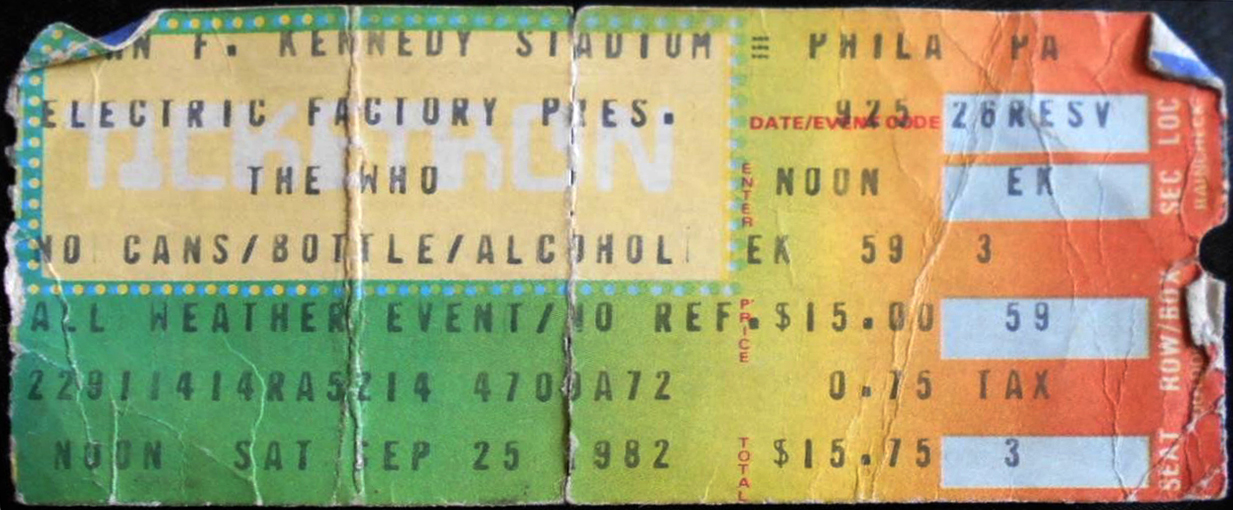 F. KENNEDY STADIUM ≡ PHILA PA
ELECTRIC FACTORY PRES. 925 26RESV
TICKETRON
DATE/EVENT CODE
THE WHO NOON EK
ENTER
NO CANS/BOTTLE/ALCOHOL EK 59 3
ALL WEATHER EVENT/NO REF. $15.00 59
PRICE
22911414RA5214 4700A72 0.75 TAX
NOON SAT SEP 25 1982 $15.75 3
TOTAL
SEC LOC
RAINCHECK
ROW/BOX
SEAT